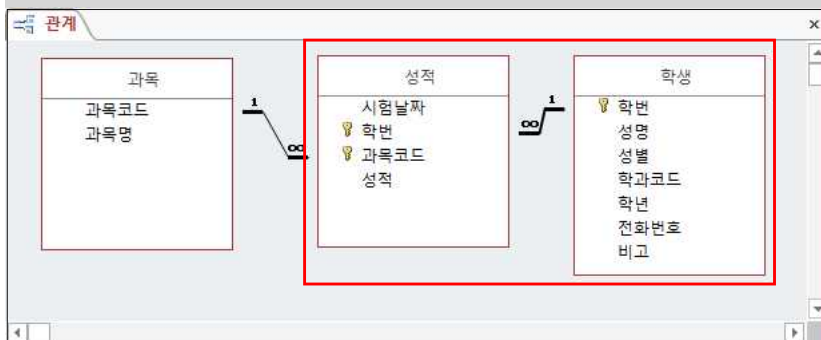 관계
과목
과목코드
과목명
1
∞
성적
시험날짜
학번
과목코드
성적
∞
1
학생
학번
성명
성별
학과코드
학년
전화번호
비고